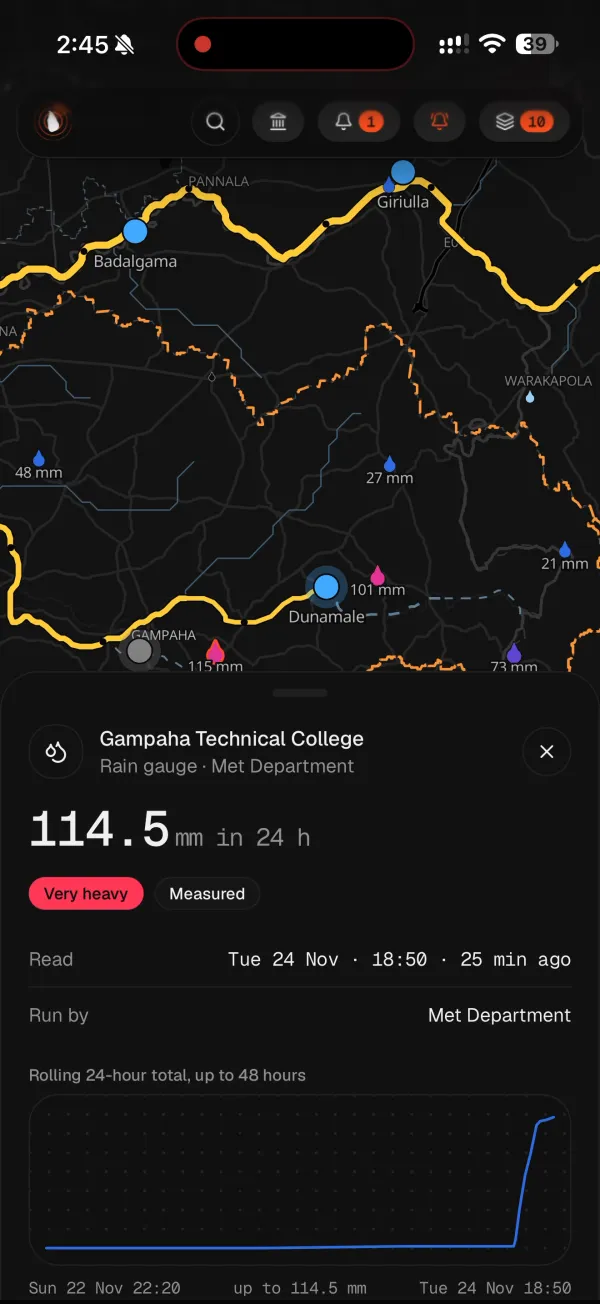 2:45
39
1
10
PANNALA
Giriulla
Badalgama
E0
NA
WARAKAPOLA
48 mm
27 mm
21 mm
101 mm
Dunamale
GAMPAHA
115 mm
73 mm
Gampaha Technical College
Rain gauge · Met Department
114.5 mm in 24 h
Very heavy
Measured
Read
Tue 24 Nov · 18:50 · 25 min ago
Run by
Met Department
Rolling 24-hour total, up to 48 hours
Sun 22 Nov 22:20
up to 114.5 mm
Tue 24 Nov 18:50